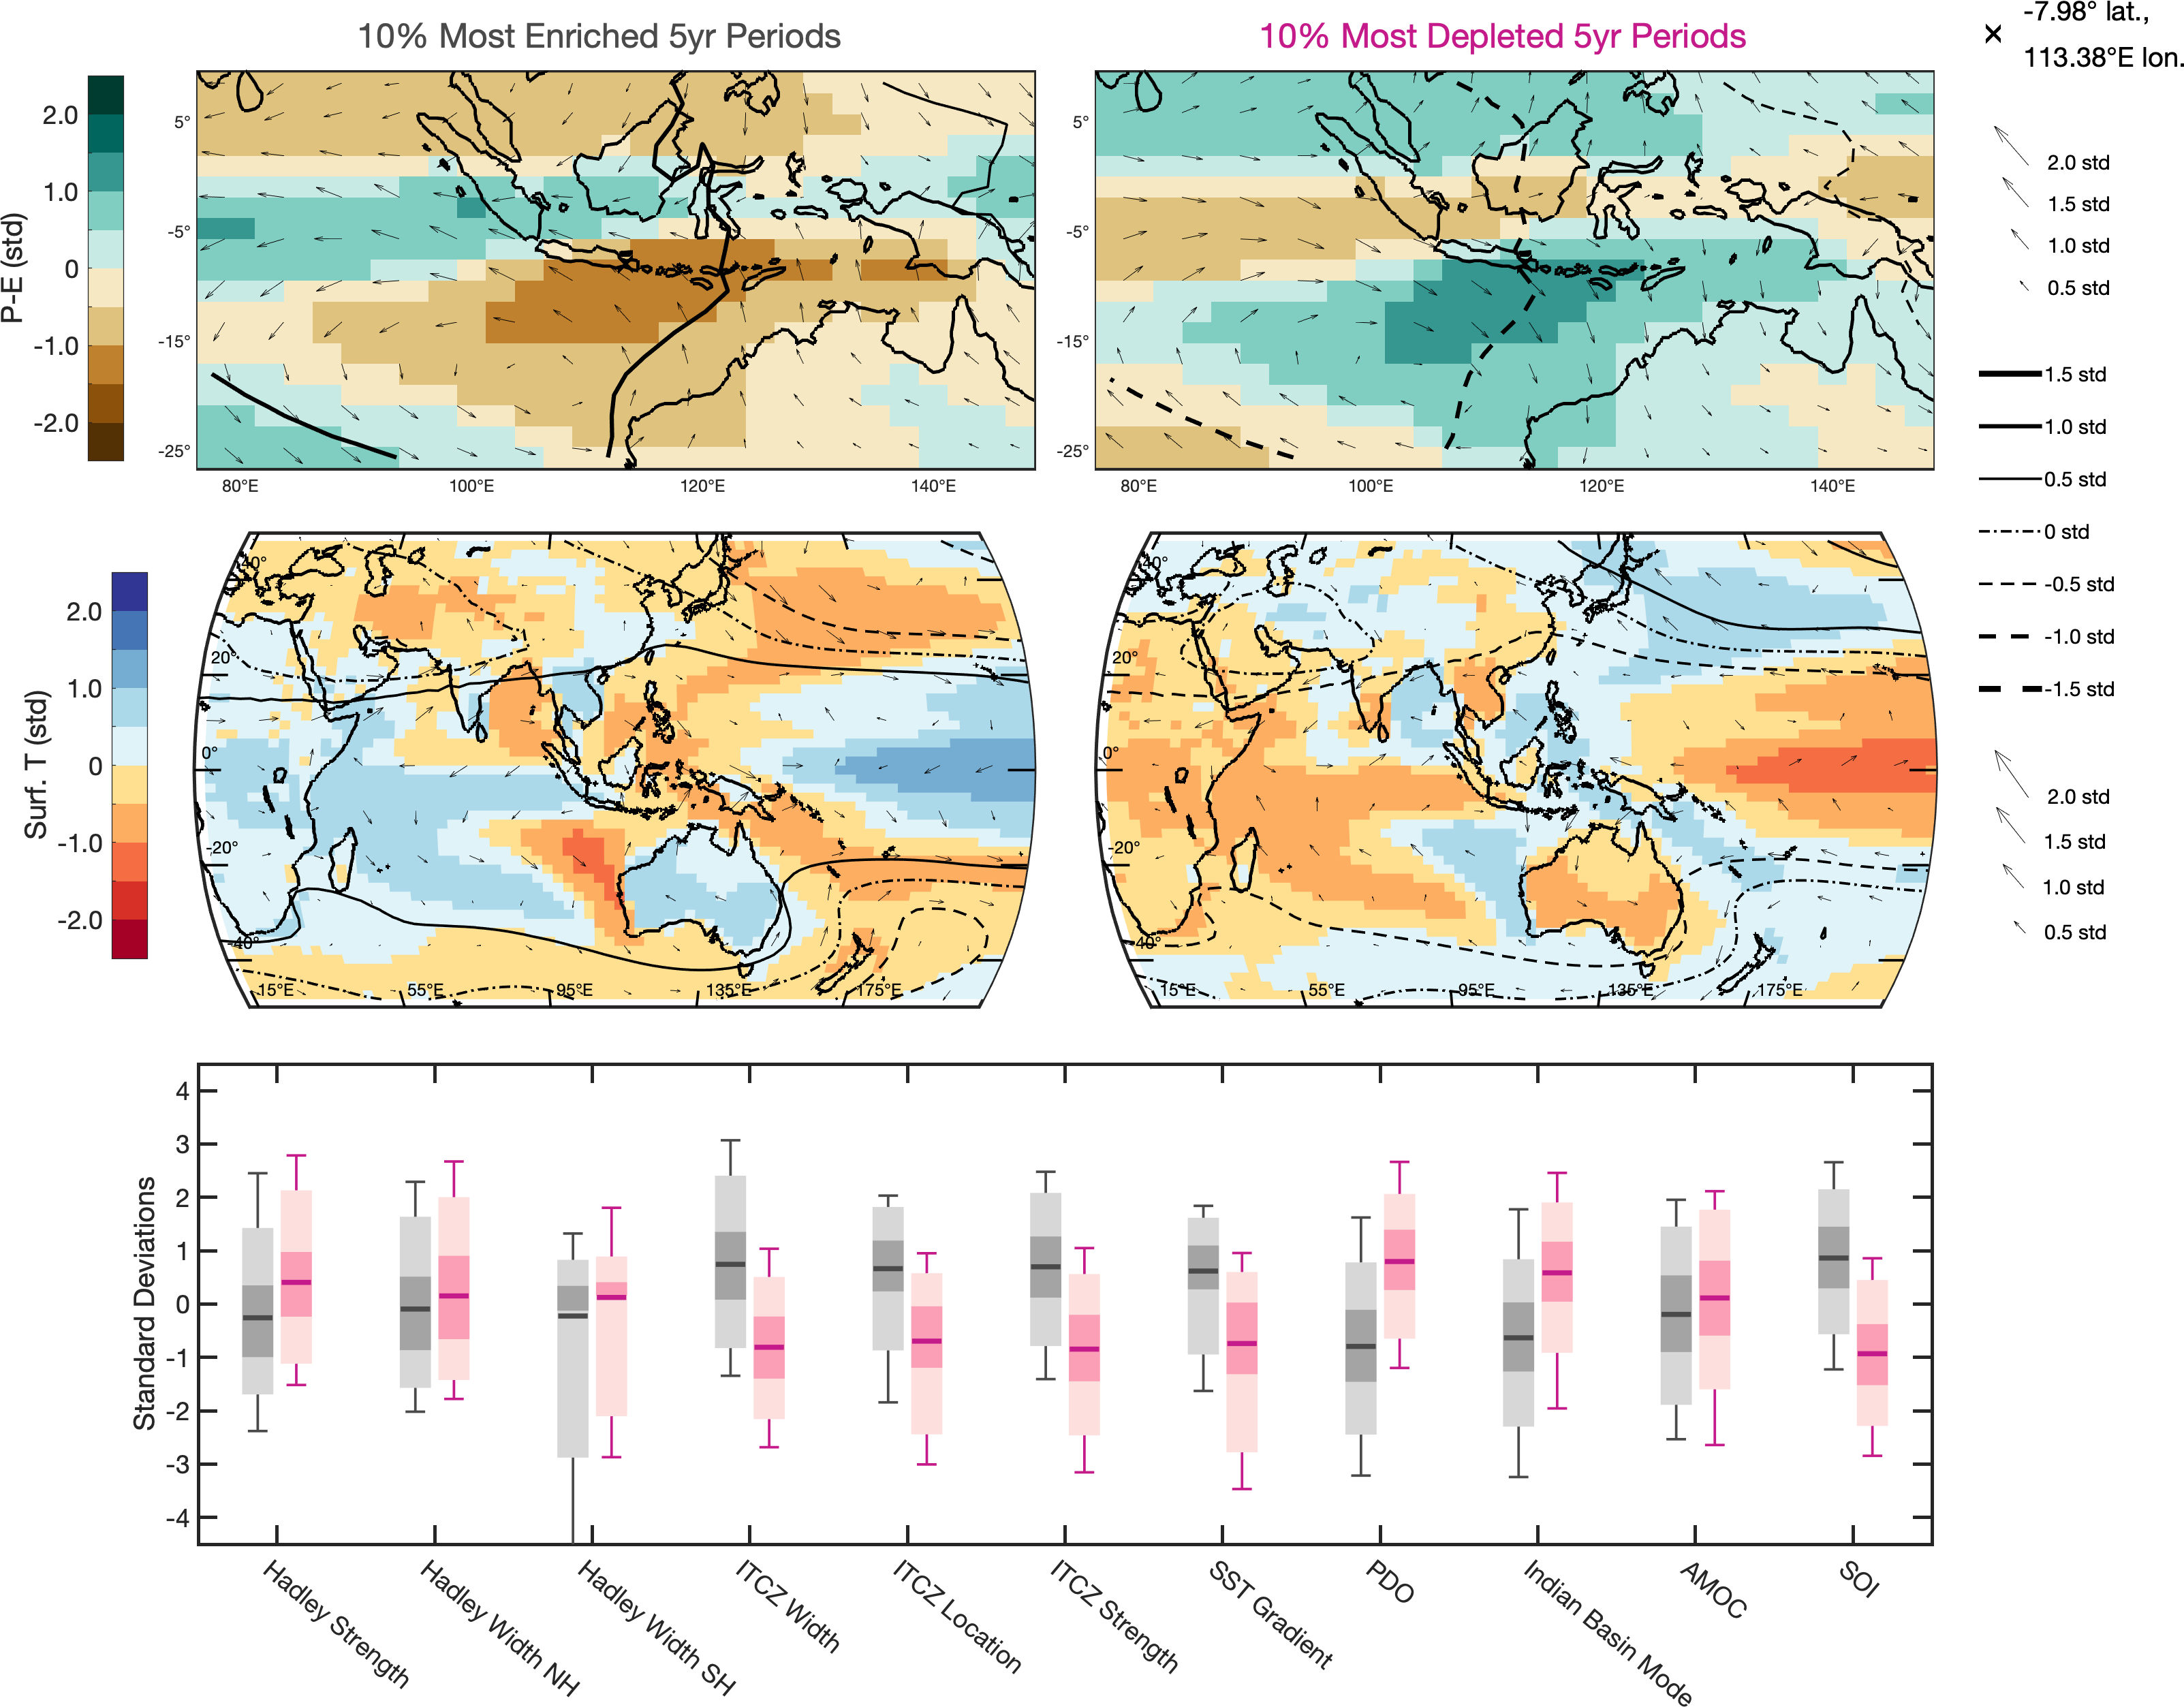 10% Most Enriched 5yr Periods
10% Most Depleted 5yr Periods
-7.98° lat.,
113.38°E lon.
P-E (std)
2.0
1.0
0
-1.0
-2.0
5°
-5°
-15°
-25°
80°E
100°E
120°E
140°E
5°
-5°
-15°
-25°
80°E
100°E
120°E
140°E
2.0 std
1.5 std
1.0 std
0.5 std
1.5 std
1.0 std
0.5 std
0 std
-0.5 std
-1.0 std
-1.5 std
Surf. T (std)
2.0
1.0
0
-1.0
-2.0
40°
20°
0°
-20°
-40°
15°E
55°E
95°E
135°E
175°E
40°
20°
0°
-20°
-40°
15°E
55°E
95°E
135°E
175°E
2.0 std
1.5 std
1.0 std
0.5 std
Standard Deviations
4
3
2
1
0
-1
-2
-3
-4
Hadley Strength
Hadley Width NH
Hadley Width SH
ITCZ Width
ITCZ Location
ITCZ Strength
SST Gradient
PDO
Indian Basin Mode
AMOC
SOI